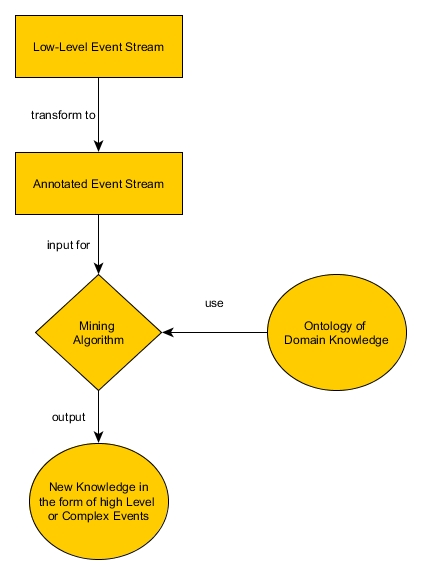 Low-Level Event Stream
transform to
Annotated Event Stream
input for
Mining
Algorithm
use
Ontology of
Domain Knowledge
output
New Knowledge in
the form of high Level
or Complex Events